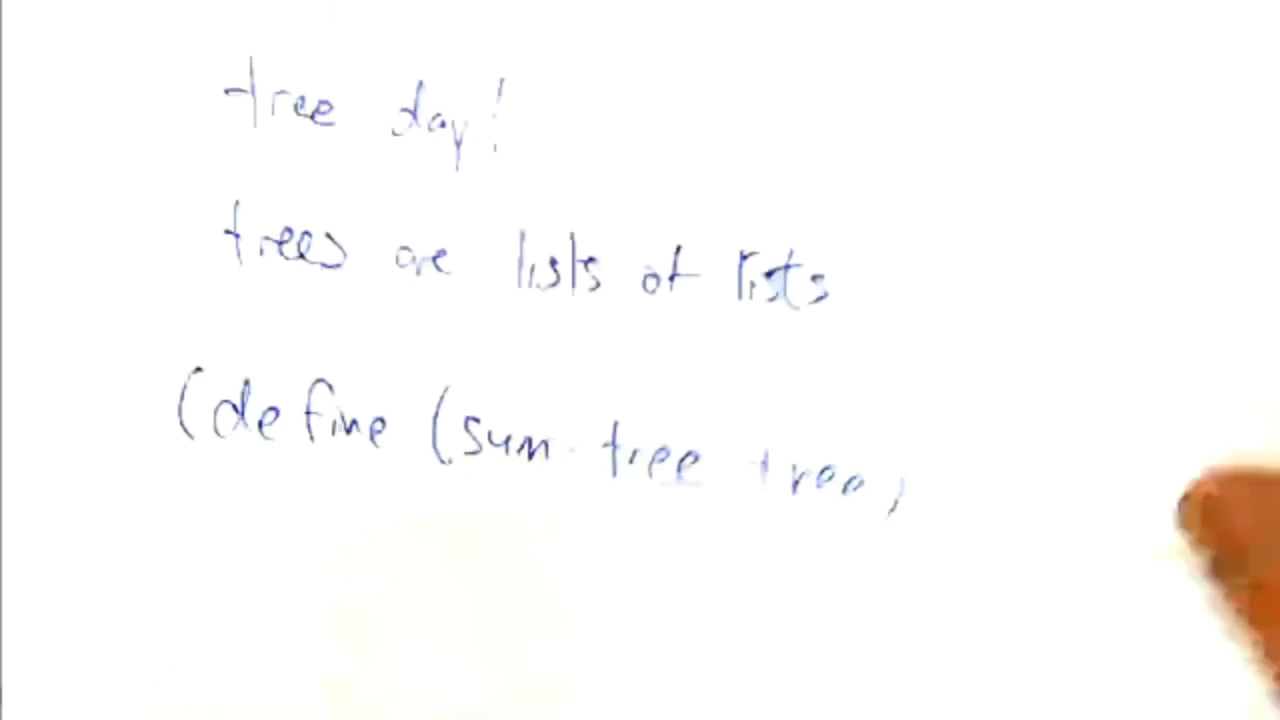 tree day!
trees are lists of lists
(define (sum-tree tree)